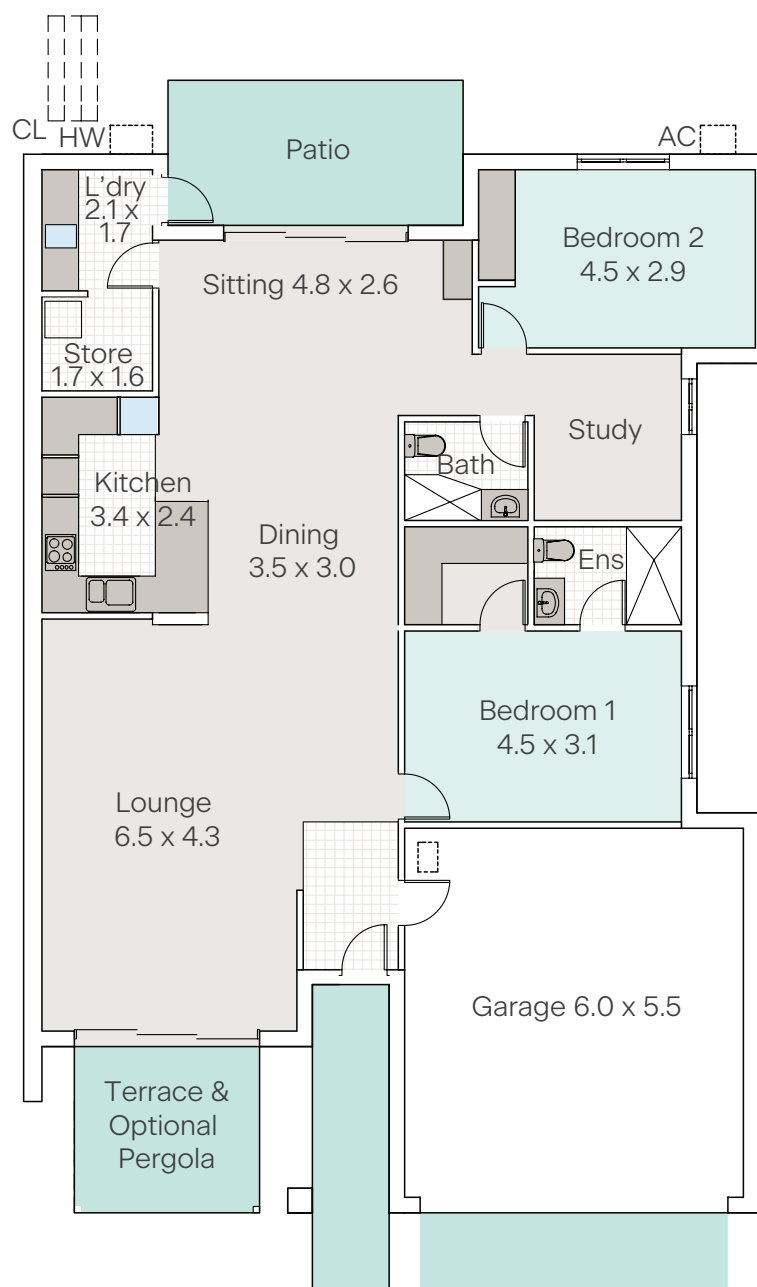 CL
HW
AC
Patio
L'dry
2.1 x
1.7
Bedroom 2
4.5 x 2.9
Sitting 4.8 x 2.6
Store
1.7 x 1.6
Study
Bath
Kitchen
3.4 x 2.4
Dining
3.5 x 3.0
Ens
Bedroom 1
4.5 x 3.1
Lounge
6.5 x 4.3
Garage 6.0 x 5.5
Terrace &
Optional
Pergola